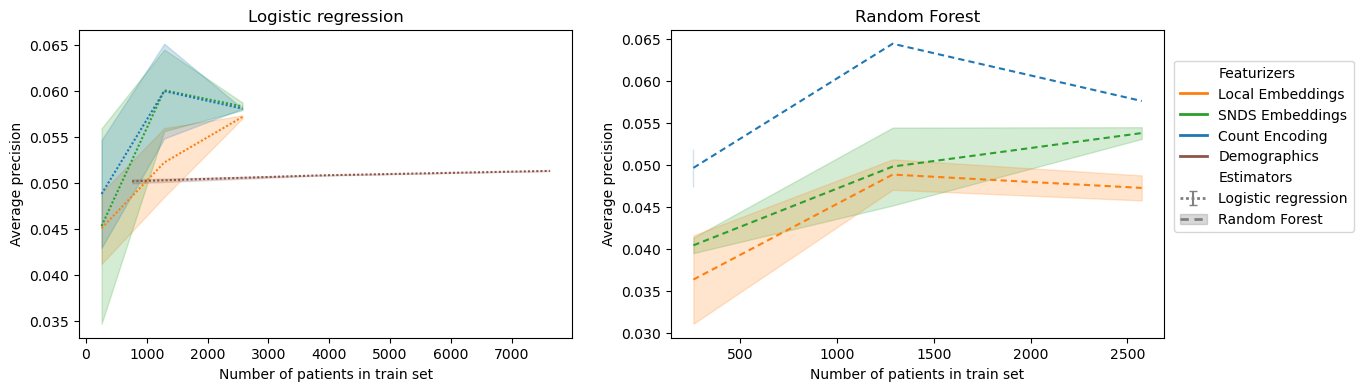 Logistic regression
0.065
0.060
0.055
0.050
0.045
0.040
0.035
Average precision
0
1000
2000
3000
4000
5000
6000
7000
Number of patients in train set
Random Forest
0.065
0.060
0.055
0.050
0.045
0.040
0.035
0.030
Average precision
500
1000
1500
2000
2500
Number of patients in train set
Featurizers
Local Embeddings
SNDS Embeddings
Count Encoding
Demographics
Estimators
Logistic regression
Random Forest